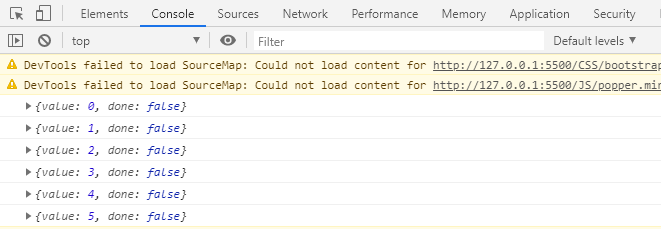 Elements Console Sources Network Performance Memory Application Security
top Filter Default levels
DevTools failed to load SourceMap: Could not load content for http://127.0.0.1:5500/CSS/bootstrap
DevTools failed to load SourceMap: Could not load content for http://127.0.0.1:5500/JS/popper.mi
{value: 0, done: false}
{value: 1, done: false}
{value: 2, done: false}
{value: 3, done: false}
{value: 4, done: false}
{value: 5, done: false}